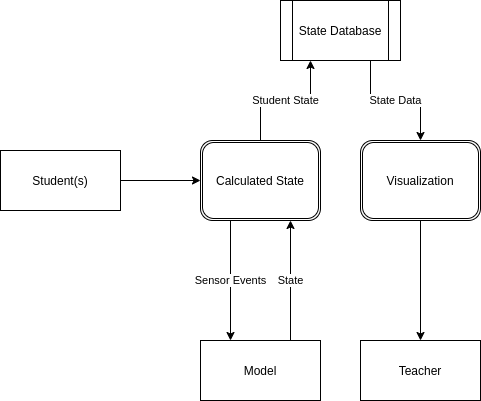 State Database
Student State
State Data
Student(s)
Calculated State
Visualization
Sensor Events
State
Model
Teacher